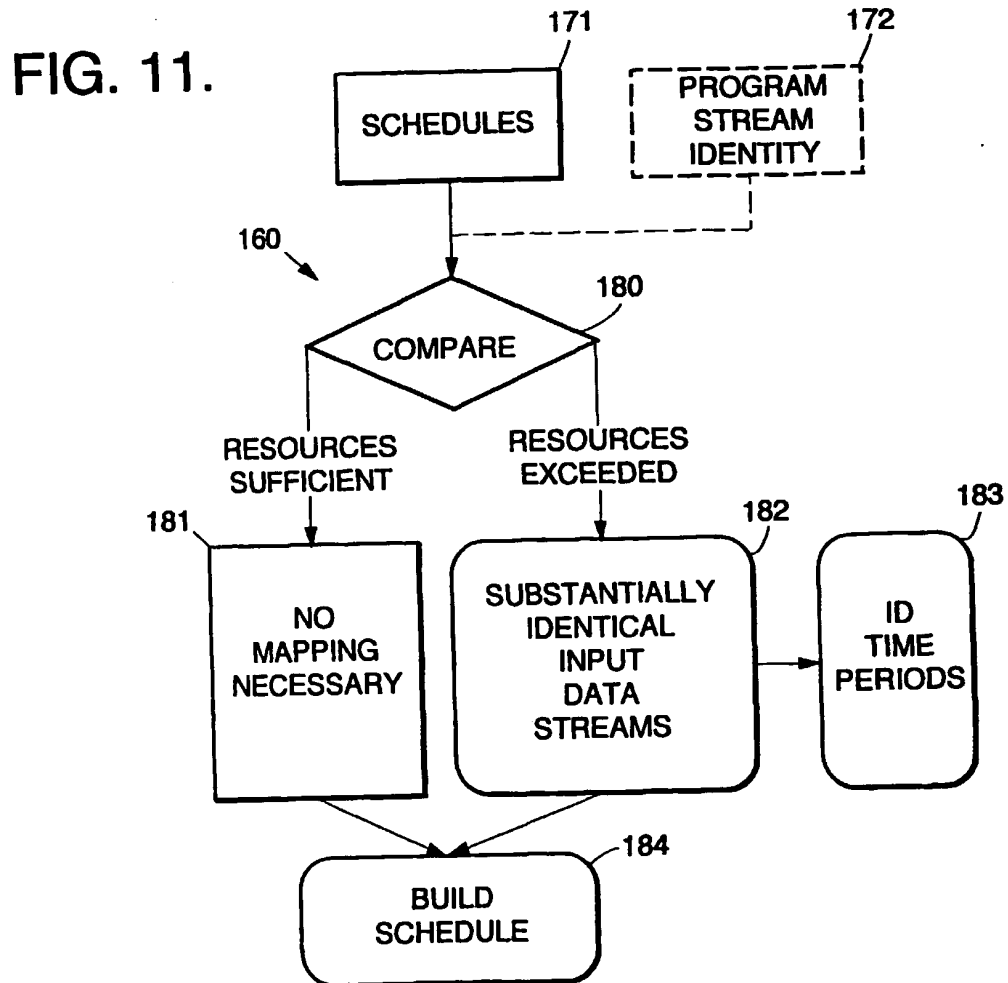 FIG. 11.
171
172
SCHEDULES
PROGRAM
STREAM
IDENTITY
160
180
COMPARE
RESOURCES
SUFFICIENT
RESOURCES
EXCEEDED
181
182
183
NO
MAPPING
NECESSARY
SUBSTANTIALLY
IDENTICAL
INPUT
DATA
STREAMS
ID
TIME
PERIODS
184
BUILD
SCHEDULE